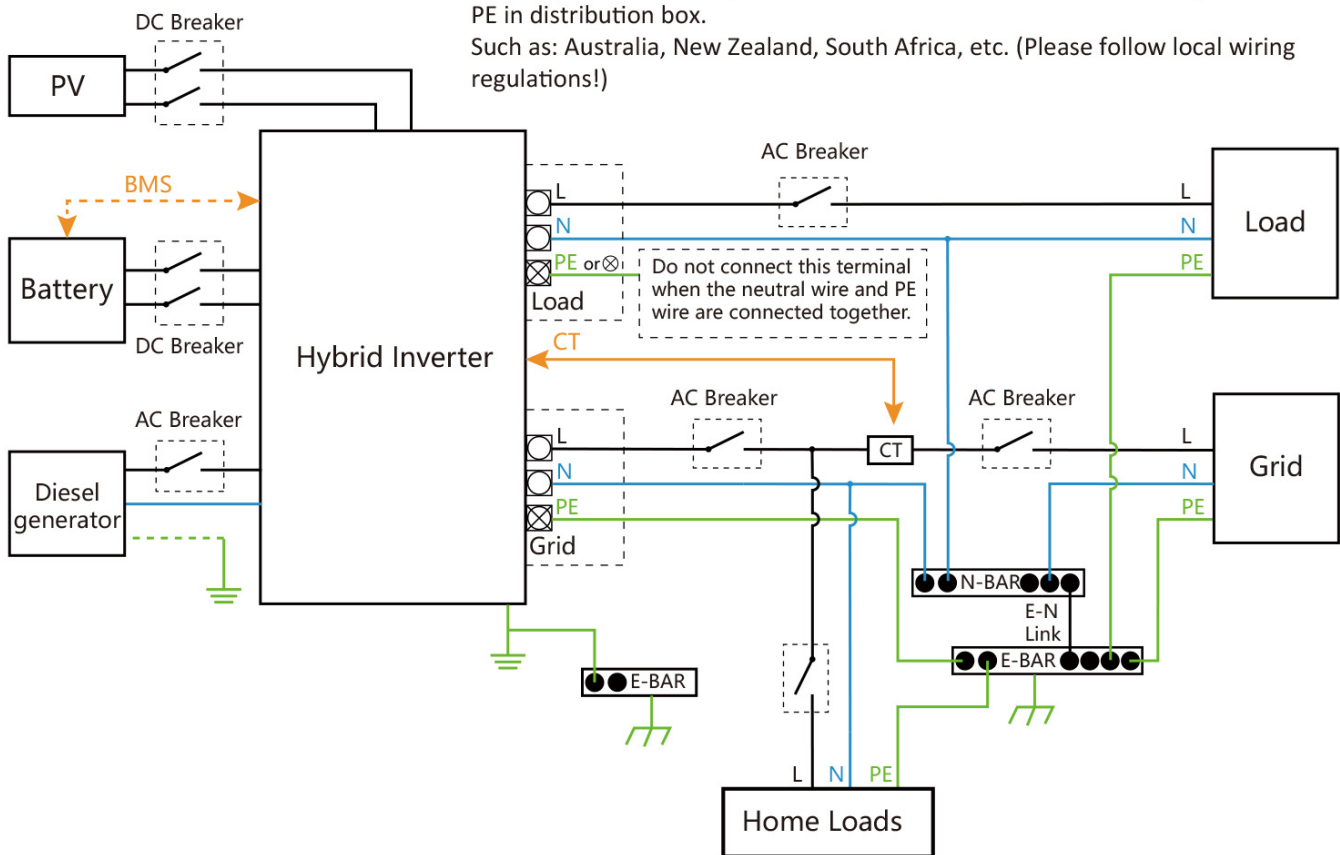 PE in distribution box.
Such as: Australia, New Zealand, South Africa, etc. (Please follow local wiring
regulations!)
DC Breaker
PV
AC Breaker
BMS
L
L
N
N
PE or
PE
Load
Load
Do not connect this terminal
when the neutral wire and PE
wire are connected together.
Battery
DC Breaker
CT
Hybrid Inverter
AC Breaker
AC Breaker
AC Breaker
L
CT
L
N
N
PE
PE
Grid
Grid
Diesel
generator
N-BAR
E-N
Link
E-BAR
E-BAR
L
N
PE
Home Loads